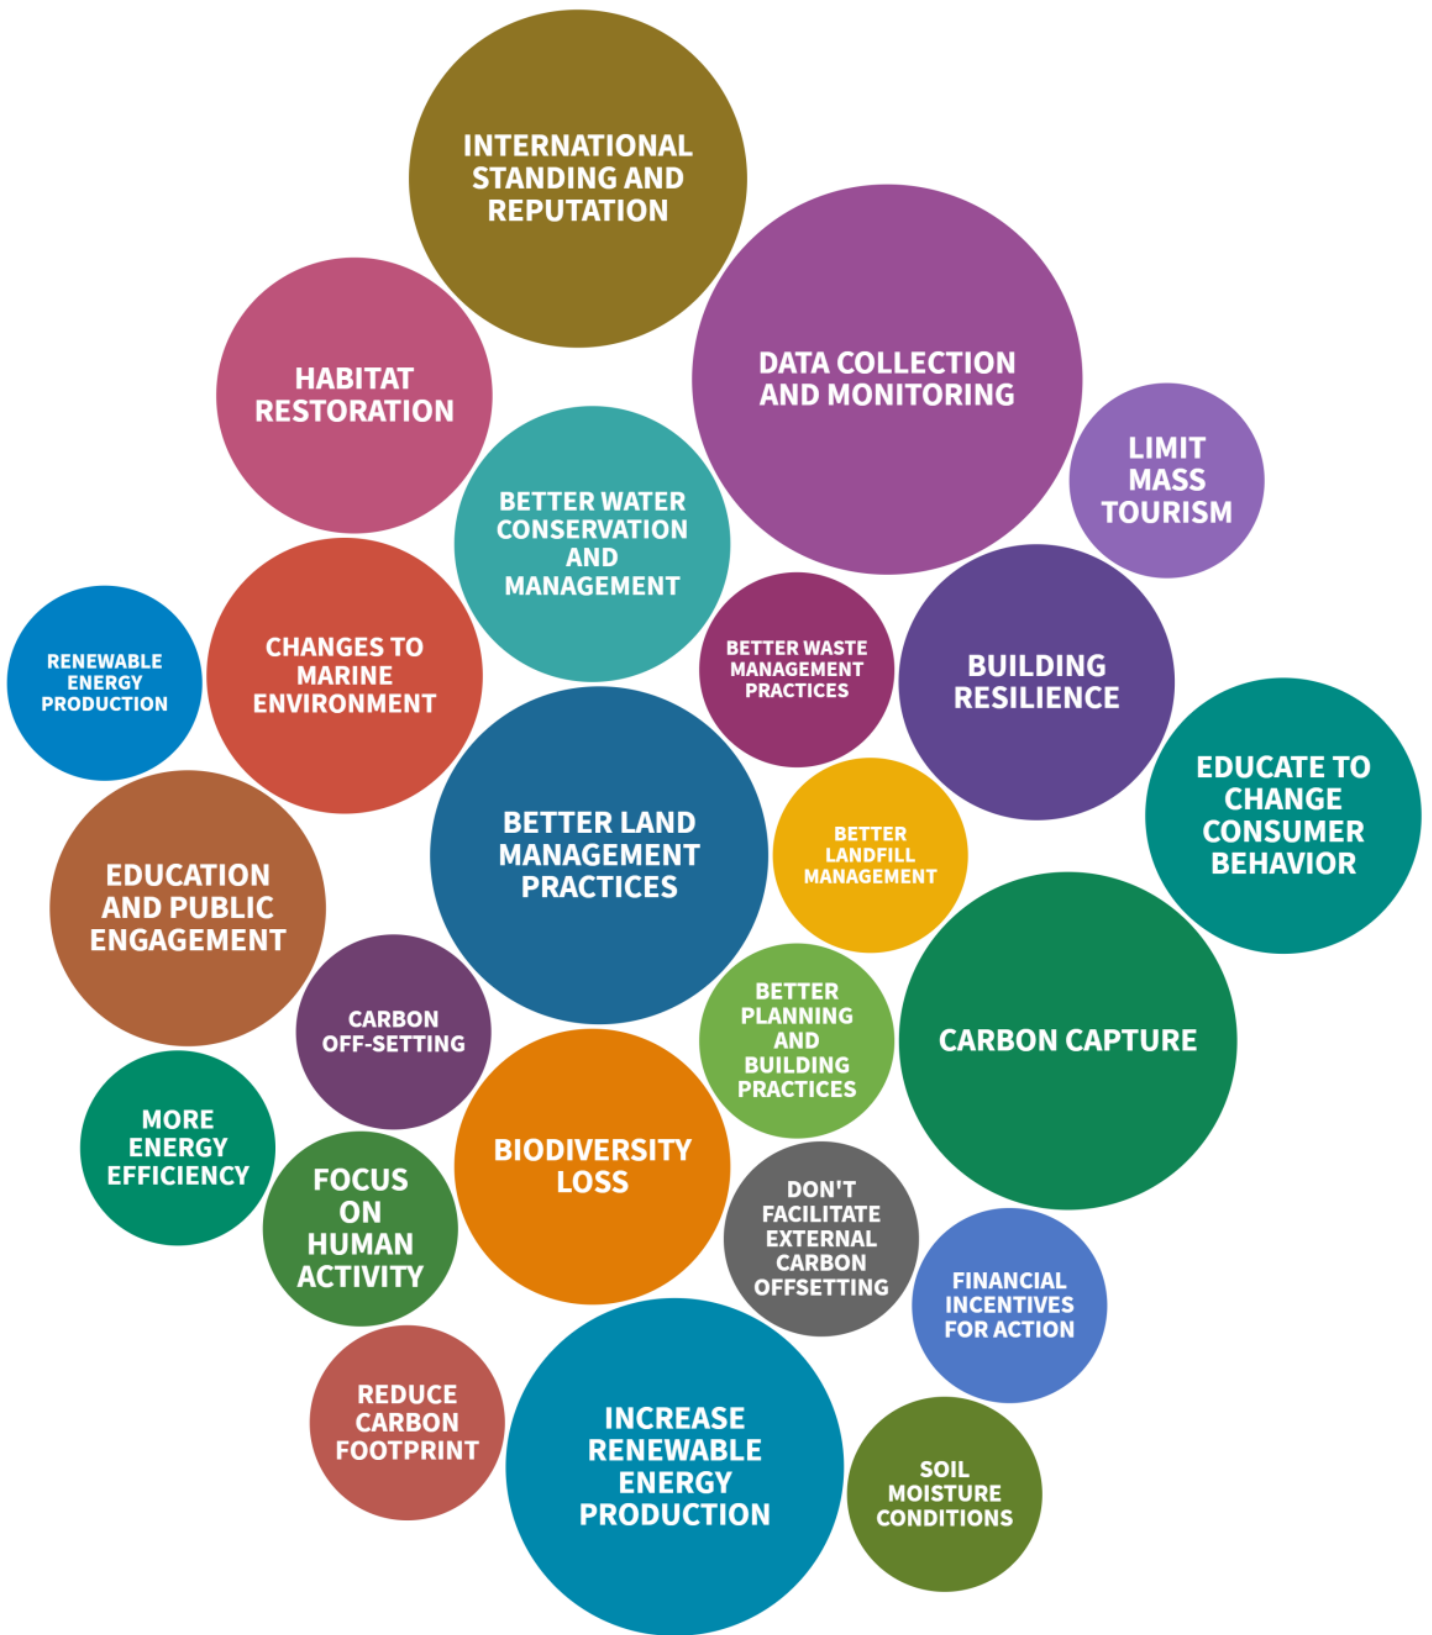 INTERNATIONAL
STANDING AND
REPUTATION
DATA COLLECTION
AND MONITORING
HABITAT
RESTORATION
LIMIT
MASS
TOURISM
BETTER WATER
CONSERVATION
AND
MANAGEMENT
RENEWABLE
ENERGY
PRODUCTION
CHANGES TO
MARINE
ENVIRONMENT
BETTER WASTE
MANAGEMENT
PRACTICES
BUILDING
RESILIENCE
EDUCATE TO
CHANGE
CONSUMER
BEHAVIOR
BETTER LAND
MANAGEMENT
PRACTICES
BETTER
LANDFILL
MANAGEMENT
EDUCATION
AND PUBLIC
ENGAGEMENT
CARBON
OFF-SETTING
BETTER
PLANNING
AND
BUILDING
PRACTICES
CARBON CAPTURE
MORE
ENERGY
EFFICIENCY
FOCUS
ON
HUMAN
ACTIVITY
BIODIVERSITY
LOSS
DON'T
FACILITATE
EXTERNAL
CARBON
OFFSETTING
FINANCIAL
INCENTIVES
FOR ACTION
REDUCE
CARBON
FOOTPRINT
INCREASE
RENEWABLE
ENERGY
PRODUCTION
SOIL
MOISTURE
CONDITIONS